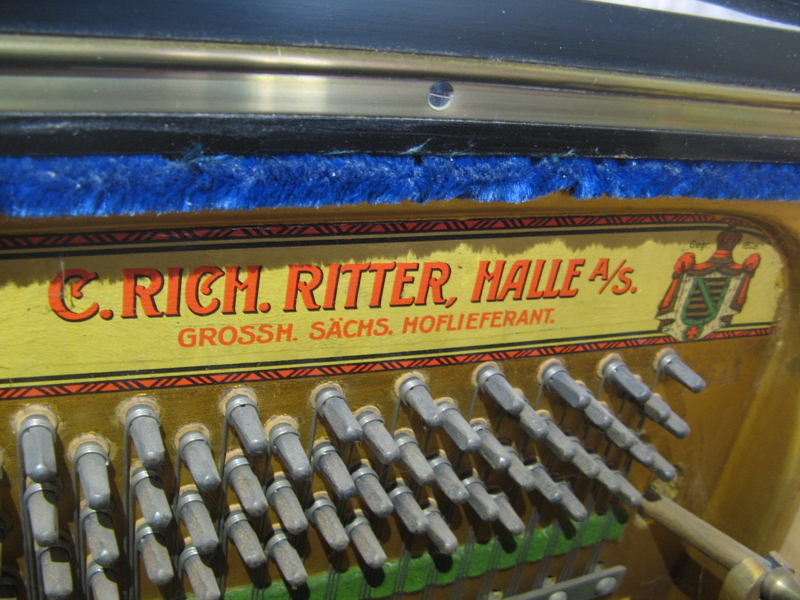 C. RICH. RITTER, HALLE A/S.
GROSSH. SÄCHS. HOFLIEFERANT.